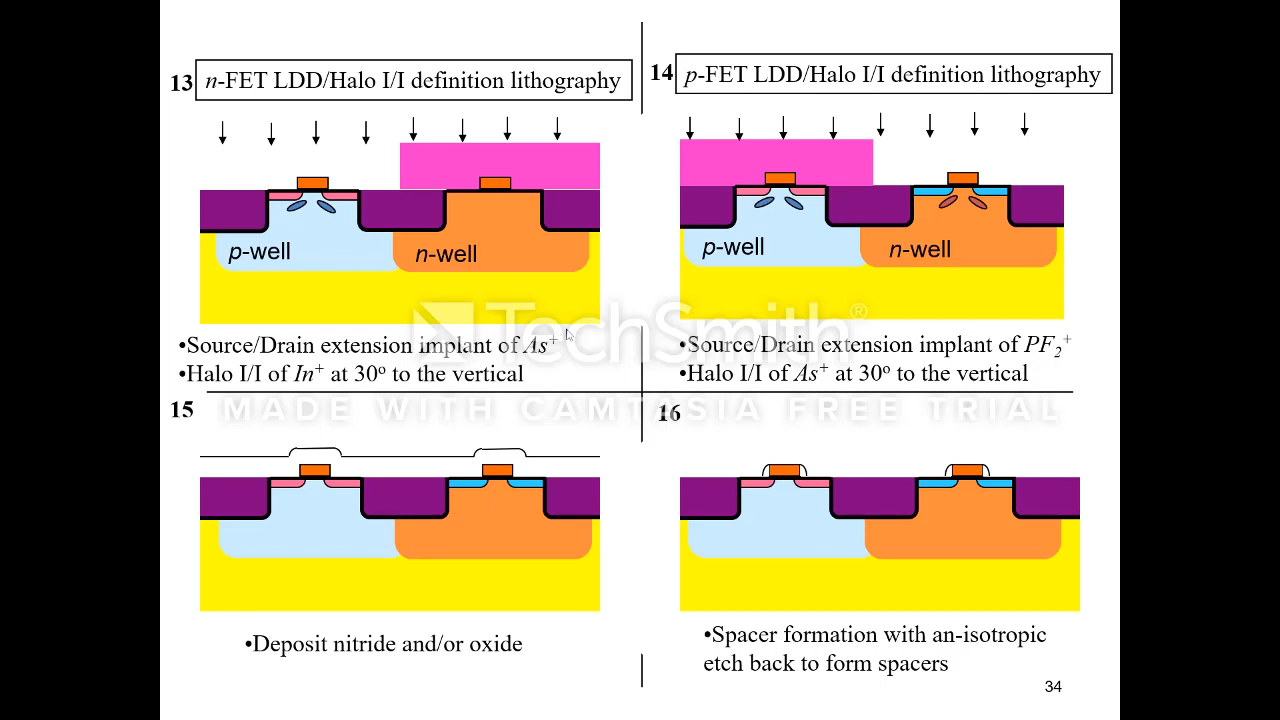 13 n-FET LDD/Halo I/I definition lithography
p-well
n-well
•Source/Drain extension implant of As⁺
•Halo I/I of In⁺ at 30º to the vertical
14 p-FET LDD/Halo I/I definition lithography
p-well
n-well
•Source/Drain extension implant of PF₂⁺
•Halo I/I of As⁺ at 30º to the vertical
TechSmith®
MADE WITH CAMTASIA FREE TRIAL
15
•Deposit nitride and/or oxide
16
•Spacer formation with an-isotropic
etch back to form spacers
34